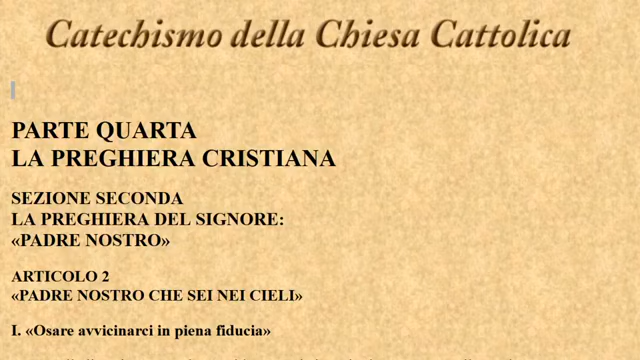 Catechismo della Chiesa Cattolica
PARTE QUARTA
LA PREGHIERA CRISTIANA
SEZIONE SECONDA
LA PREGHIERA DEL SIGNORE:
«PADRE NOSTRO»
ARTICOLO 2
«PADRE NOSTRO CHE SEI NEI CIELI»
I. «Osare avvicinarci in piena fiducia»